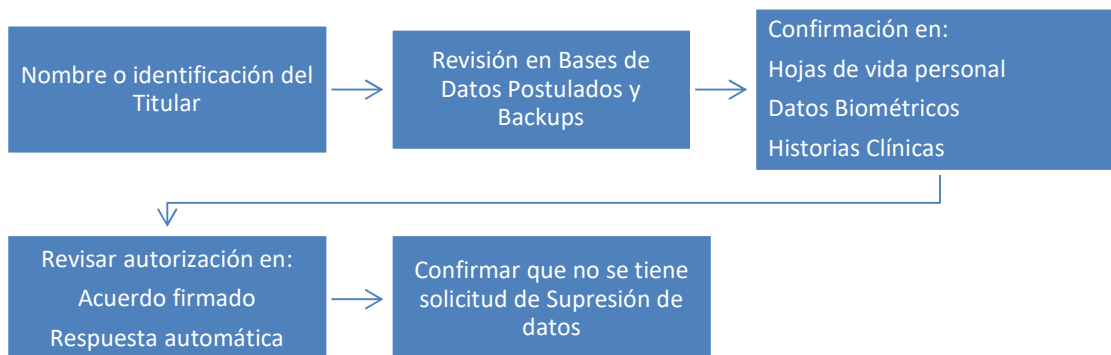 Nombre o identificación del
Titular
Revisión en Bases de
Datos Postulados y
Backups
Confirmación en:
Hojas de vida personal
Datos Biométricos
Historias Clínicas
Revisar autorización en:
Acuerdo firmado
Respuesta automática
Confirmar que no se tiene
solicitud de Supresión de
datos